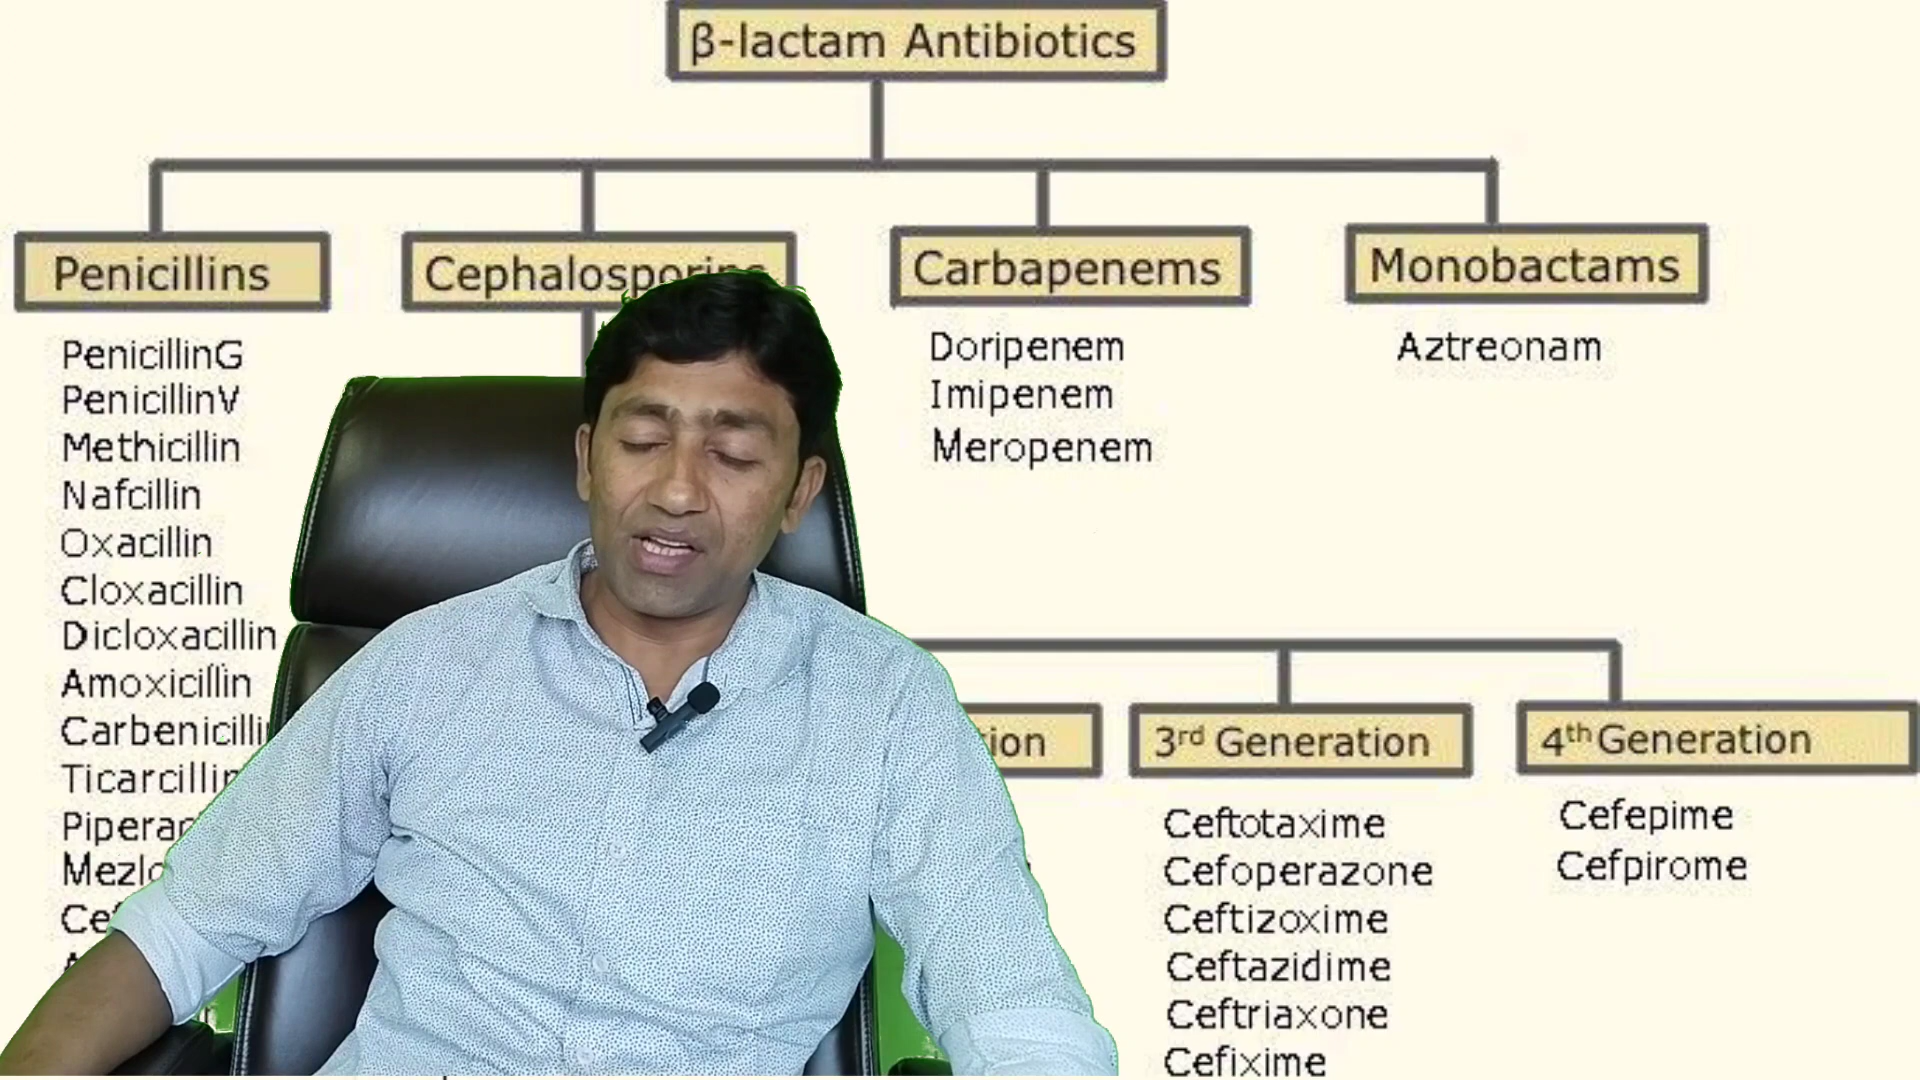 β-lactam Antibiotics
Penicillins
Cephalosporins
Carbapenems
Monobactams
PenicillinG
PenicillinV
Methicillin
Nafcillin
Oxacillin
Cloxacillin
Dicloxacillin
Amoxicillin
Doripenem
Imipenem
Meropenem
Aztreonam
3rd Generation
4th Generation
Ceftotaxime
Cefoperazone
Ceftizoxime
Ceftazidime
Ceftriaxone
Cefixime
Cefepime
Cefpirome